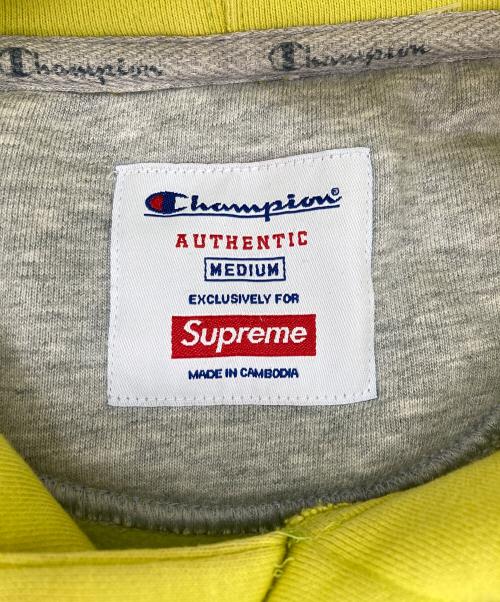 Champion Champion
Champion®
AUTHENTIC
MEDIUM
EXCLUSIVELY FOR
Supreme
MADE IN CAMBODIA